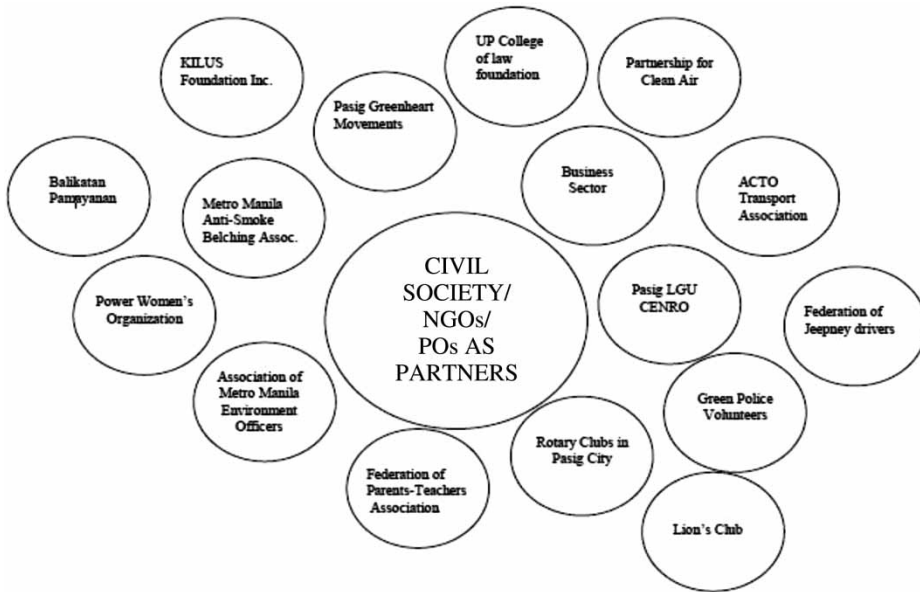 KILUS
Foundation Inc.
UP College
of law
foundation
Partnership for
Clean Air
Pasig Greenheart
Movements
Balikatan
Pamayanan
Metro Manila
Anti-Smoke
Belching Assoc.
Business
Sector
ACTO
Transport
Association
CIVIL
SOCIETY/
NGOs/
POs AS
PARTNERS
Power Women's
Organization
Pasig LGU
CENRO
Federation of
Jeepney drivers
Association of
Metro Manila
Environment
Officers
Green Police
Volunteers
Federation of
Parents-Teachers
Association
Rotary Clubs in
Pasig City
Lion's Club